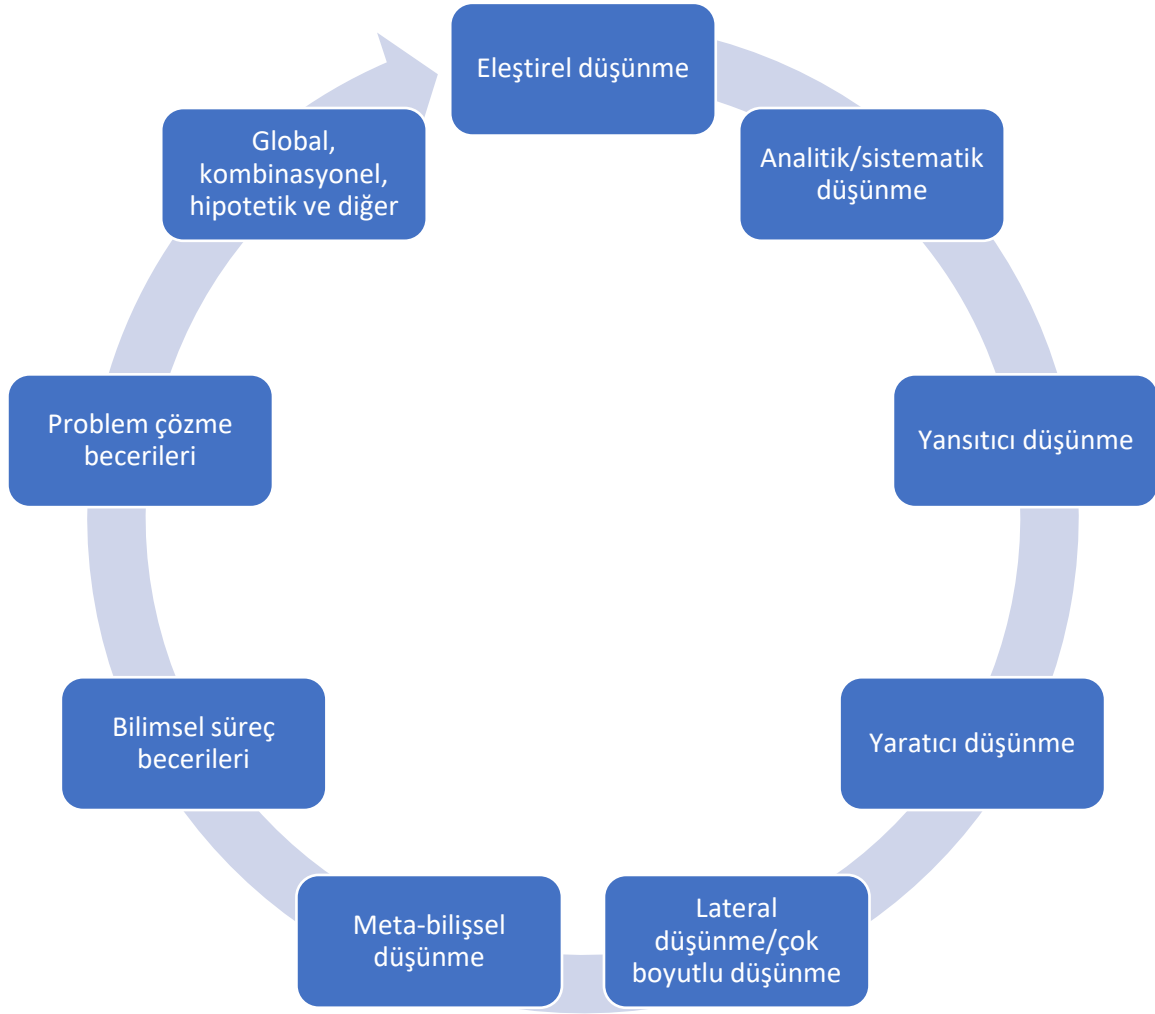 Eleştirel düşünme
Analitik/sistematik
düşünme
Yansıtıcı düşünme
Yaratıcı düşünme
Lateral
düşünme/çok
boyutlu düşünme
Meta-bilişsel
düşünme
Bilimsel süreç
becerileri
Problem çözme
becerileri
Global,
kombinasyonel,
hipotetik ve diğer